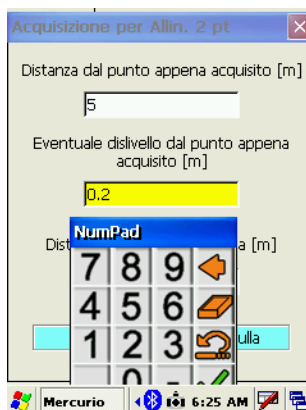 Acquisizione per Allin. 2 pt
Distanza dal punto appena acquisito [m]
5
Eventuale dislivello dal punto appena
acquisito [m]
0.2
NumPad
[m]
7 8 9
4 5 6
1 2 3
0 .
Mercurio
6:25 AM